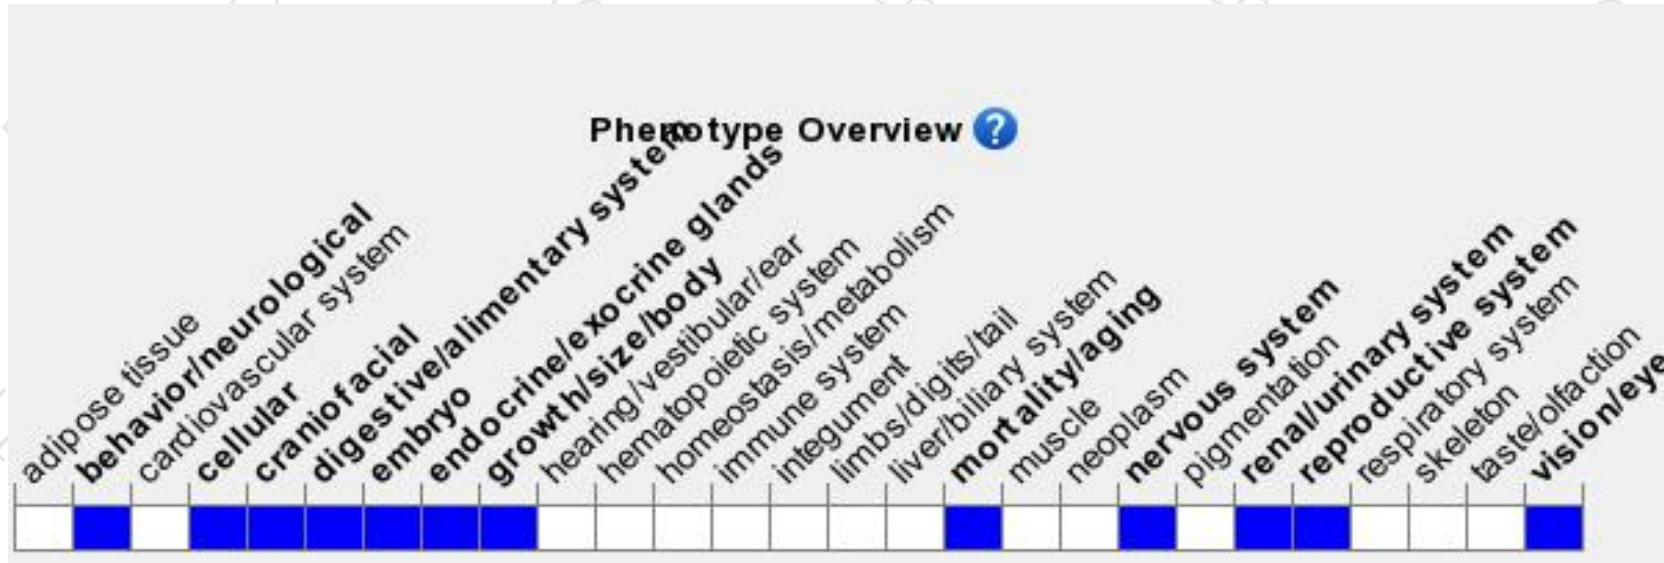 Phenotype Overview ?
adipose tissue
behavior/neurological
cardiovascular system
cellular
craniofacial
digestive/alimentary system
embryo
endocrine/exocrine glands
growth/size/body
hearing/vestibular/ear
hematopoietic system
homeostasis/metabolism
immune system
integument
limbs/digits/tail
liver/biliary system
mortality/aging
muscle
neoplasm
nervous system
pigmentation
renal/urinary system
reproductive system
respiratory system
skeleton
taste/olfaction
vision/eye